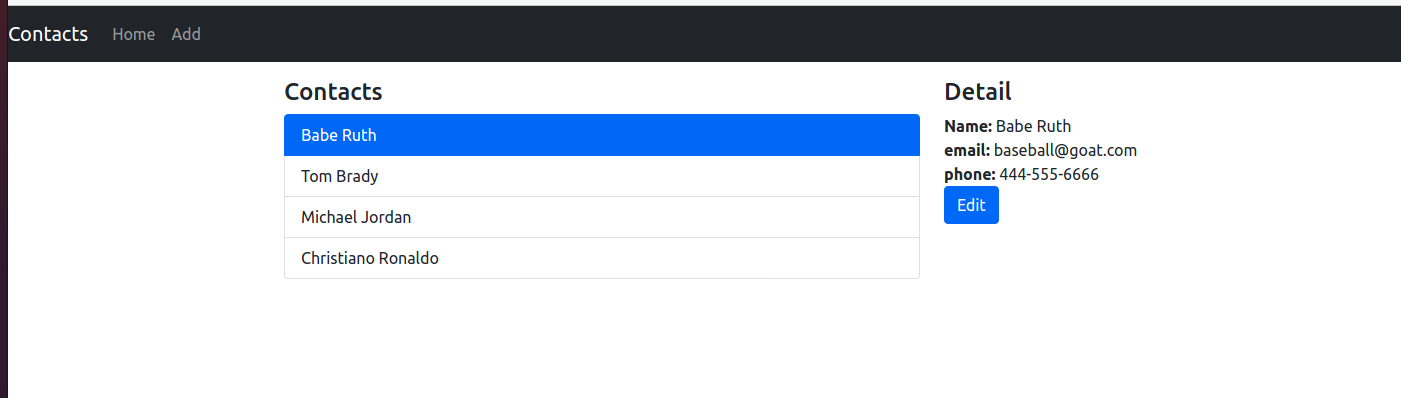 Contacts Home Add
Contacts
Babe Ruth
Tom Brady
Michael Jordan
Christiano Ronaldo
Detail
Name: Babe Ruth
email: baseball@goat.com
phone: 444-555-6666
Edit